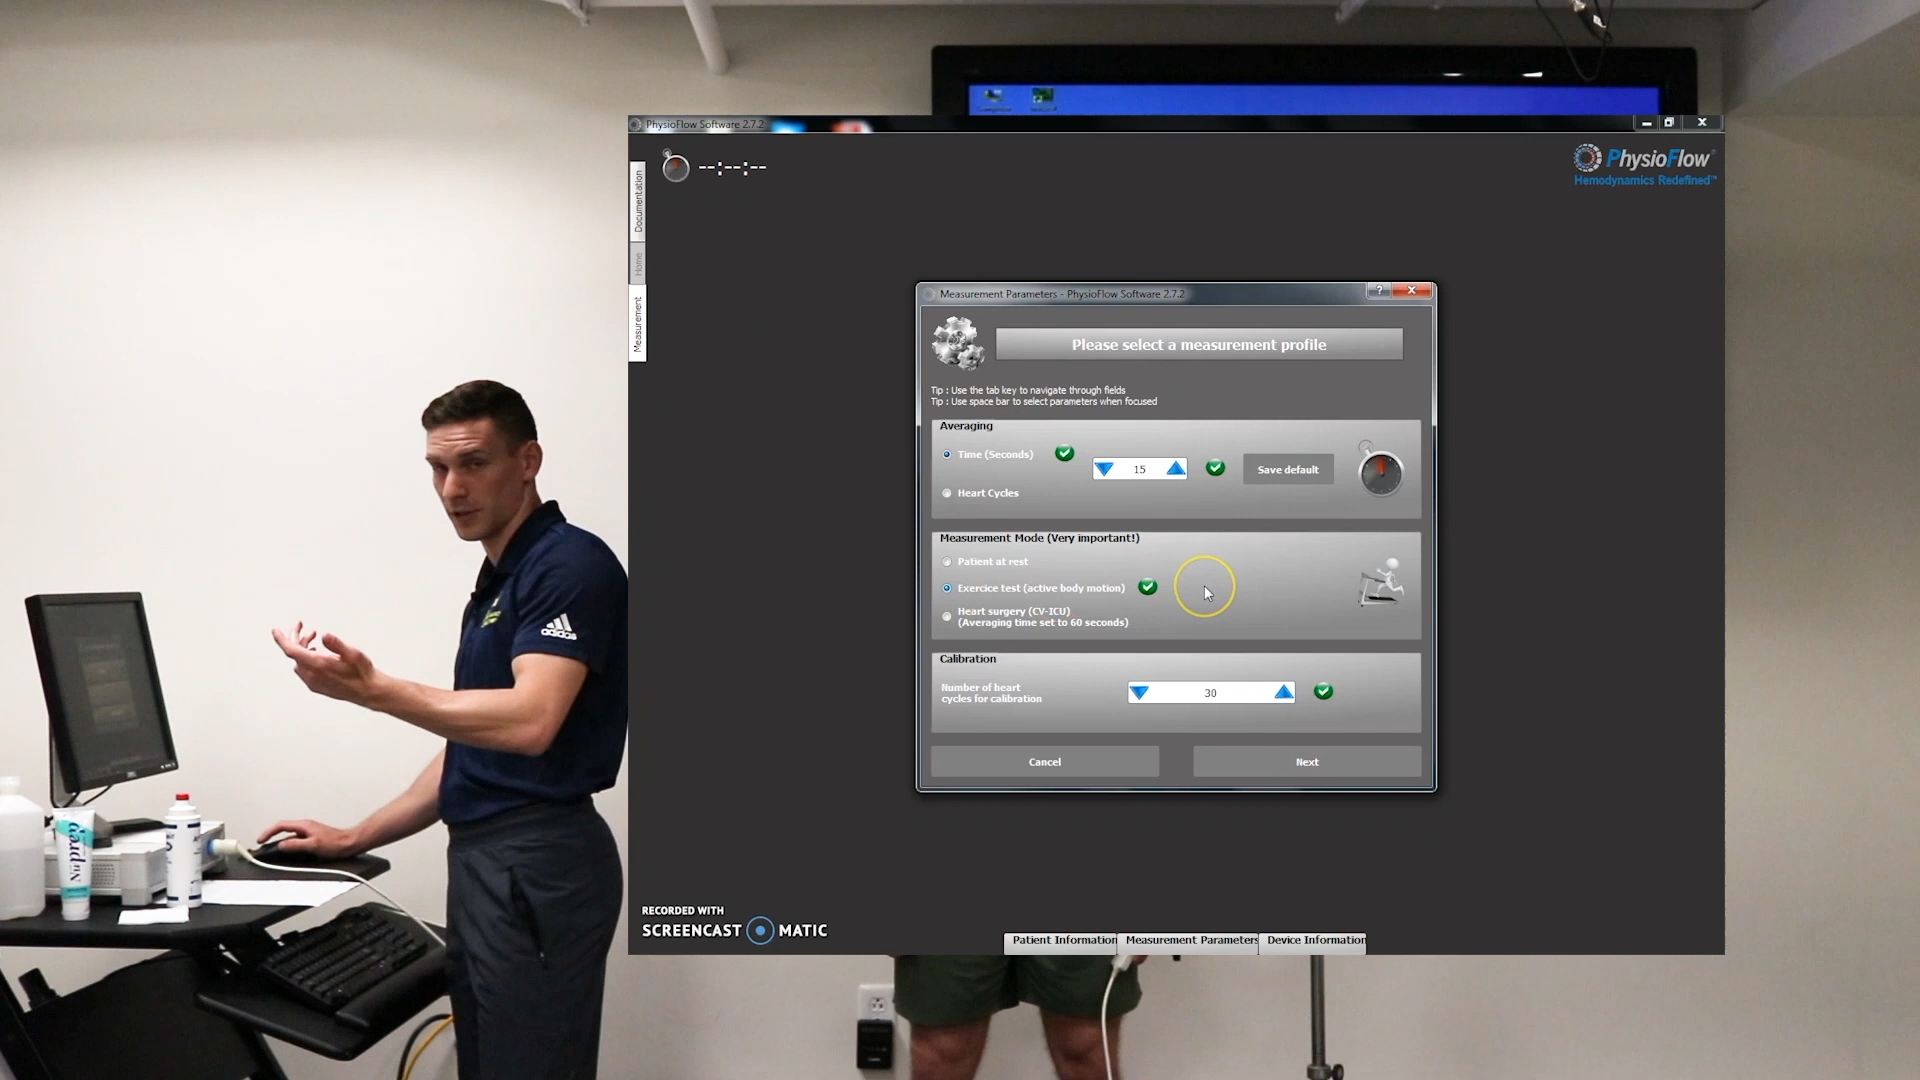 PhysioFlow Software 2.7.2
--:--:--
PhysioFlow
Hemodynamics Redefined™
Documentation
Home
Measurement
Measurement Parameters - PhysioFlow Software 2.7.2
?
Please select a measurement profile
Tip : Use the tab key to navigate through fields
Tip : Use space bar to select parameters when focused
Averaging
Time (Seconds)
15
Save default
Heart Cycles
Measurement Mode (Very important!)
Patient at rest
Exercice test (active body motion)
Heart surgery (CV-ICU)
(Averaging time set to 60 seconds)
Calibration
Number of heart
cycles for calibration
30
Cancel
Next
adidas
Nuprep
RECORDED WITH
SCREENCAST MATIC
Patient Information
Measurement Parameters
Device Information